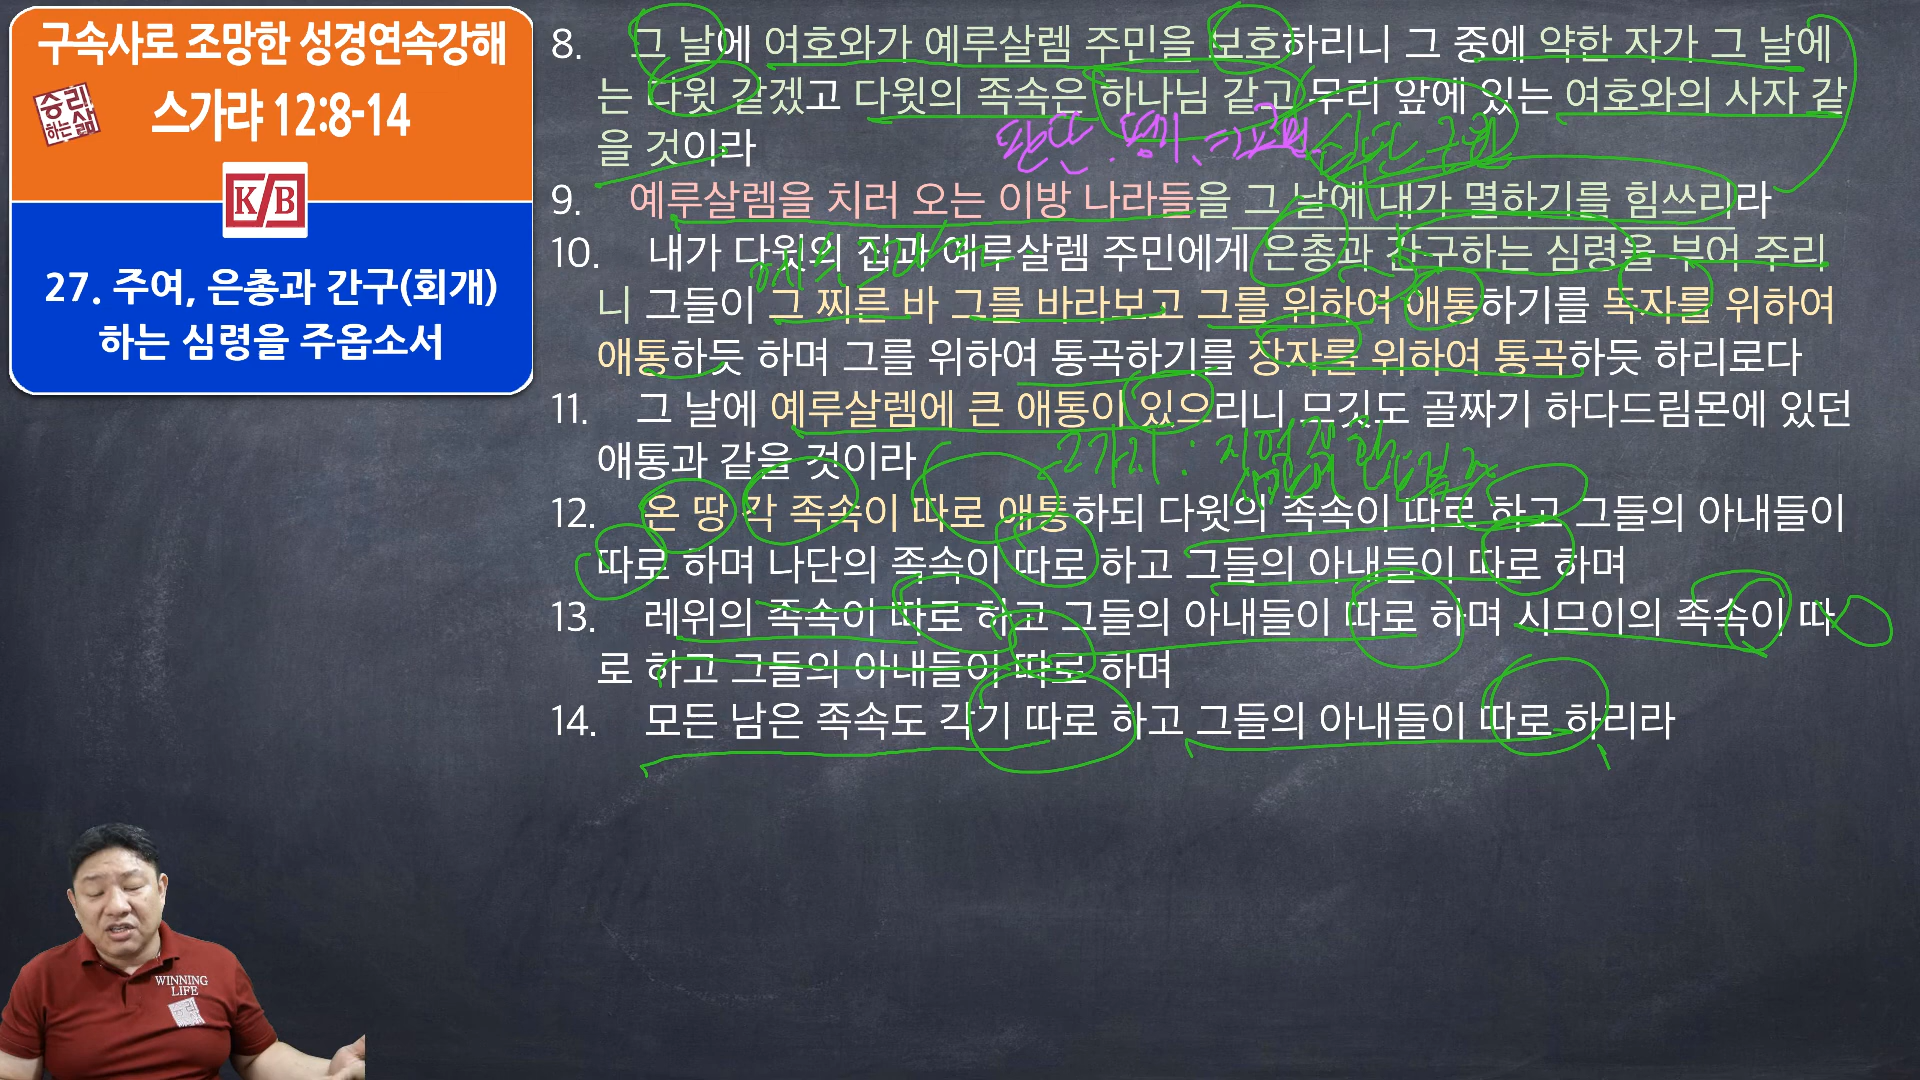 구속사로 조망한 성경연속강해
스가랴 12:8-14
승리
하는 삶
K/B
27. 주여, 은총과 간구(회개)
하는 심령을 주옵소서
8. 그 날에 여호와가 예루살렘 주민을 보호하리니 그 중에 약한 자가 그 날에
는 다윗 같겠고 다윗의 족속은 하나님 같고 무리 앞에 있는 여호와의 사자 같
을 것이라
9. 예루살렘을 치러 오는 이방 나라들을 그 날에 내가 멸하기를 힘쓰리라
10. 내가 다윗의 집과 예루살렘 주민에게 은총과 간구하는 심령을 부어 주리
니 그들이 그 찌른 바 그를 바라보고 그를 위하여 애통하기를 독자를 위하여
애통하듯 하며 그를 위하여 통곡하기를 장자를 위하여 통곡하듯 하리로다
11. 그 날에 예루살렘에 큰 애통이 있으리니 므깃도 골짜기 하다드림몬에 있던
애통과 같을 것이라
2가지:
12. 온 땅 각 족속이 따로 애통하되 다윗의 족속이 따로 하고 그들의 아내들이
따로 하며 나단의 족속이 따로 하고 그들의 아내들이 따로 하며
13. 레위의 족속이 따로 하고 그들의 아내들이 따로 하며 시므이의 족속이 따
로 하고 그들의 아내들이 따로 하며
14. 모든 남은 족속도 각기 따로 하고 그들의 아내들이 따로 하리라
WINNING
LIFE